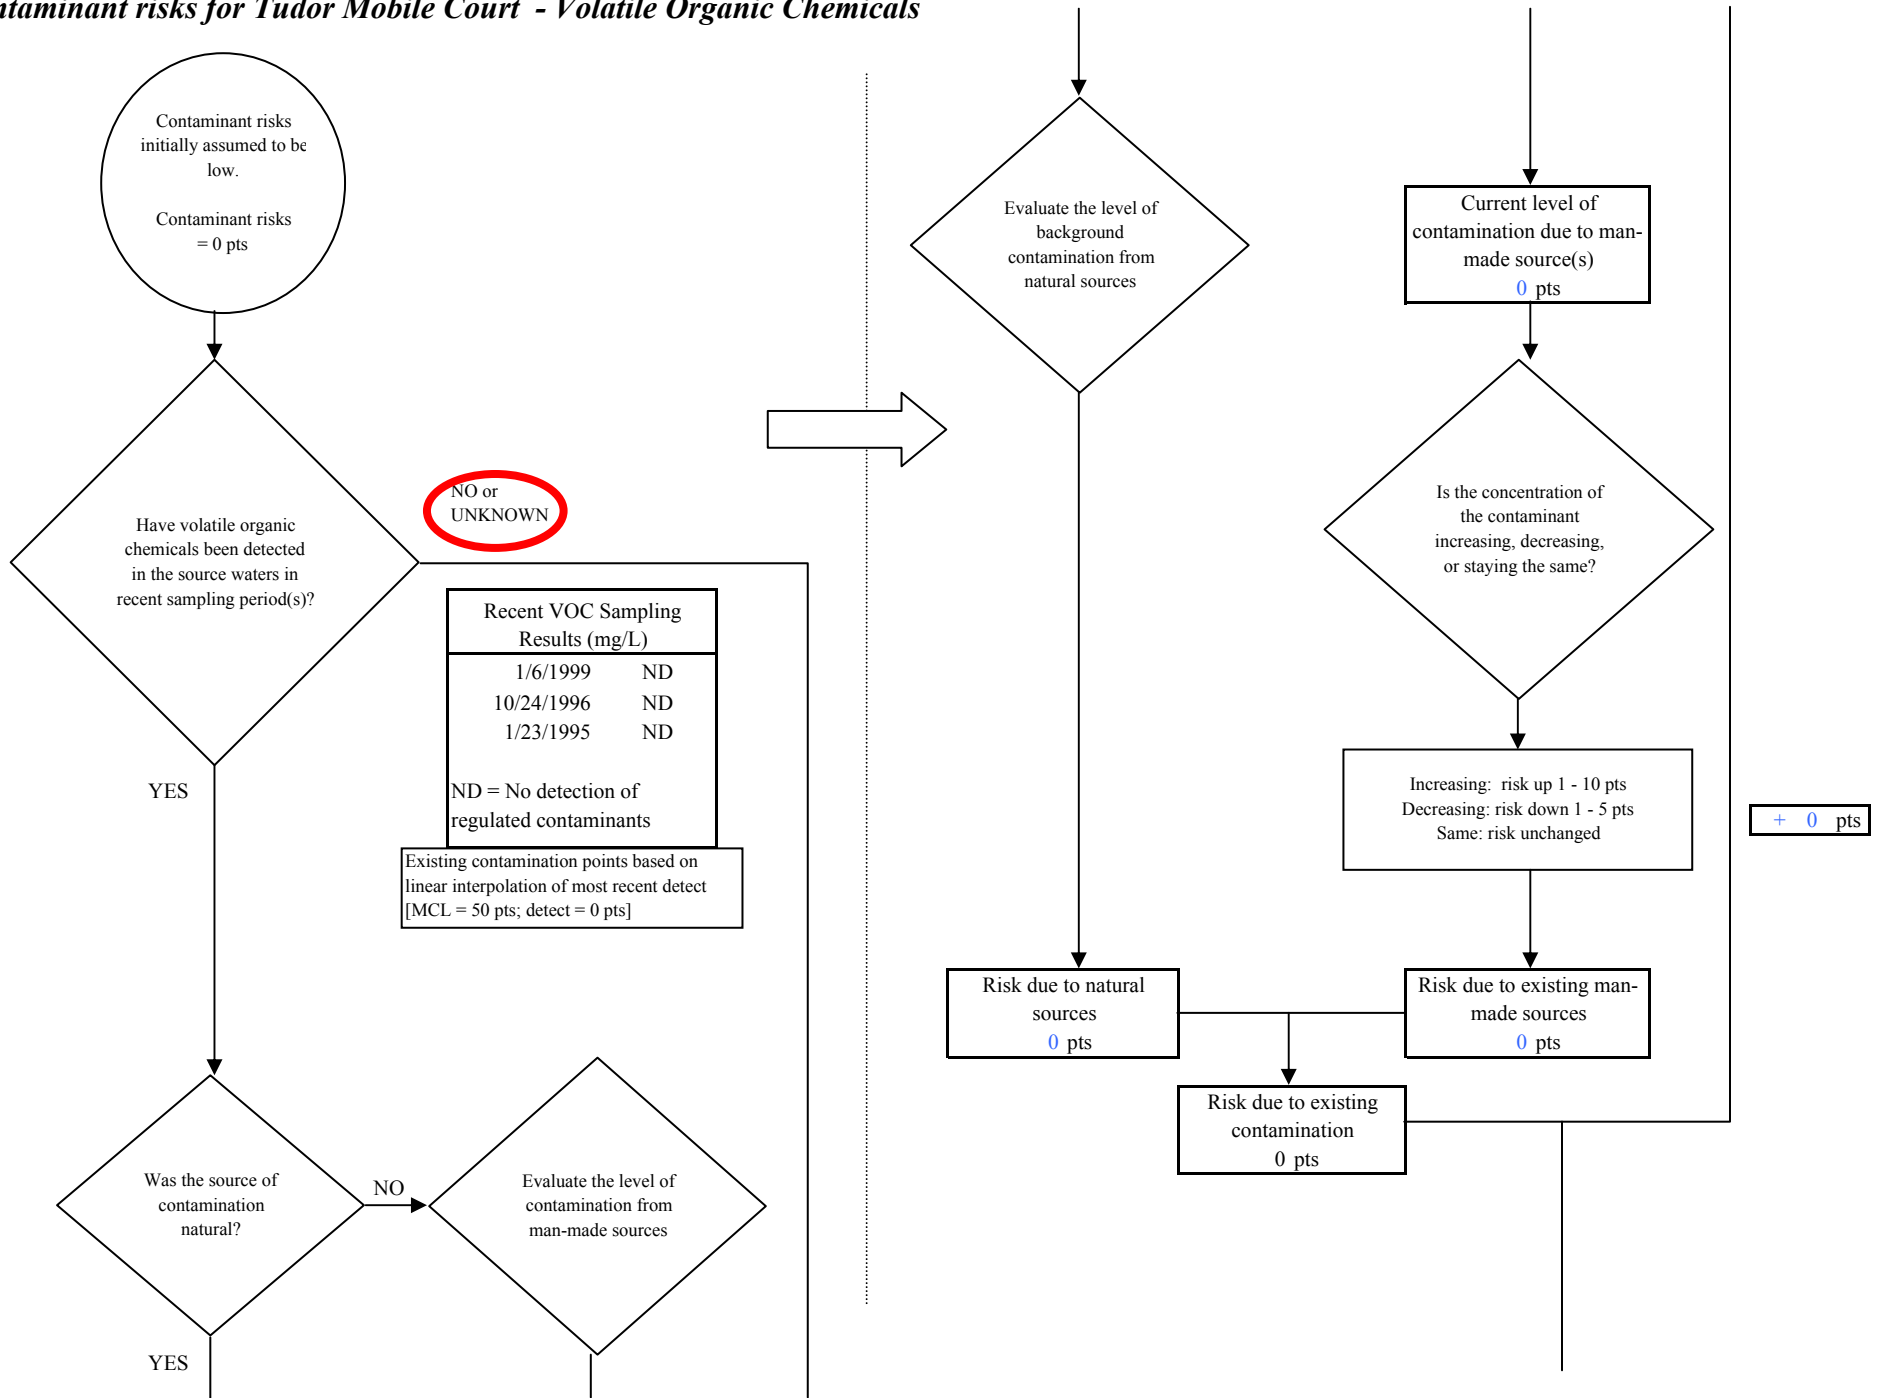 ntaminant risks for Tudor Mobile Court - Volatile Organic Chemicals
Contaminant risks
initially assumed to be
low.
Contaminant risks
= 0 pts
Have volatile organic
chemicals been detected
in the source waters in
recent sampling period(s)?
NO or
UNKNOWN
Recent VOC Sampling
Results (mg/L)
1/6/1999 ND
10/24/1996 ND
1/23/1995 ND
ND = No detection of
regulated contaminants
Existing contamination points based on
linear interpolation of most recent detect
[MCL = 50 pts; detect = 0 pts]
YES
Was the source of
contamination
natural?
NO
Evaluate the level of
contamination from
man-made sources
YES
Evaluate the level of
background
contamination from
natural sources
Current level of
contamination due to man-
made source(s)
0 pts
Is the concentration of
the contaminant
increasing, decreasing,
or staying the same?
Increasing: risk up 1 - 10 pts
Decreasing: risk down 1 - 5 pts
Same: risk unchanged
+ 0 pts
Risk due to natural
sources
0 pts
Risk due to existing man-
made sources
0 pts
Risk due to existing
contamination
0 pts